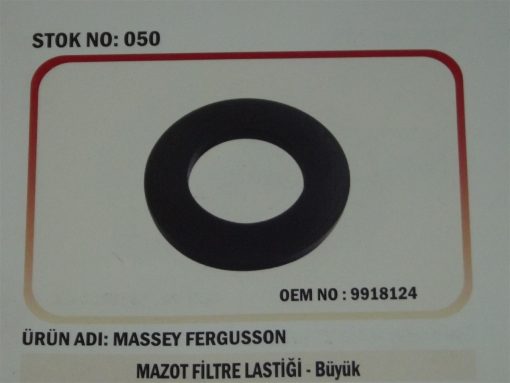 STOK NO: 050
OEM NO : 9918124
ÜRÜN ADI: MASSEY FERGUSSON
MAZOT FİLTRE LASTİĞİ - Büyük